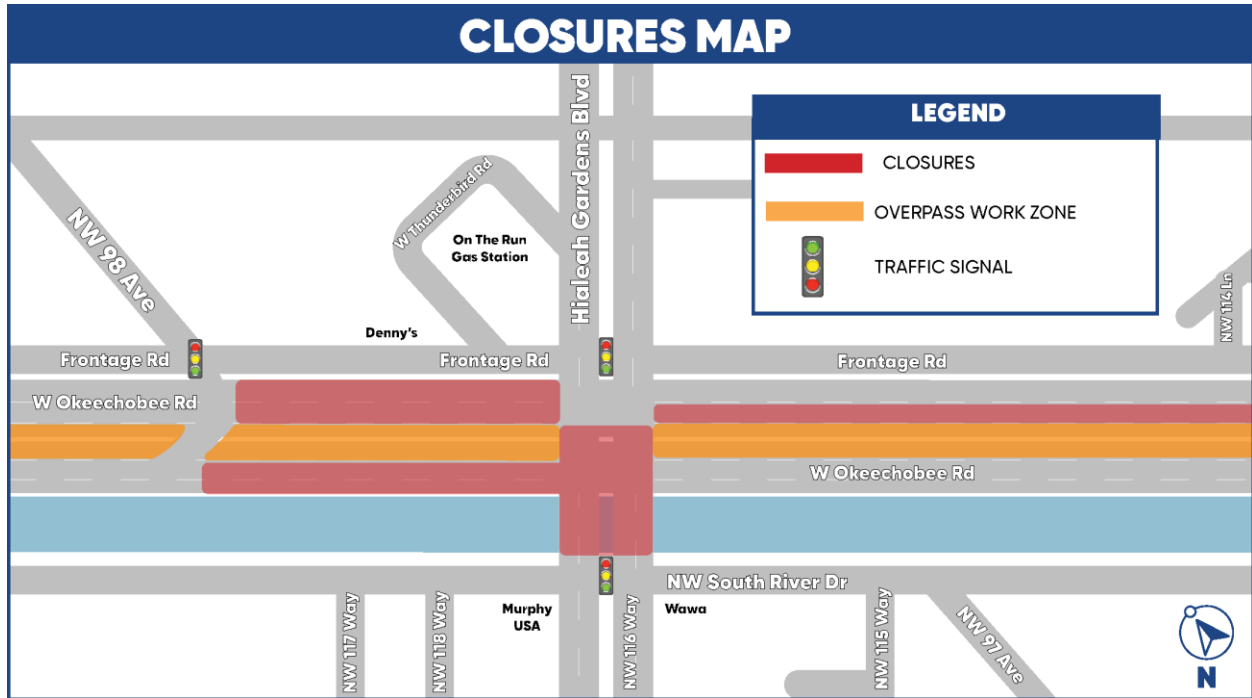 CLOSURES MAP
LEGEND
CLOSURES
OVERPASS WORK ZONE
TRAFFIC SIGNAL
Hialeah Gardens Blvd
W Thunderbird Rd
On The Run
Gas Station
NW 98 Ave
NW 114 Ln
Denny's
Frontage Rd
Frontage Rd
Frontage Rd
W Okeechobee Rd
W Okeechobee Rd
NW South River Dr
NW 117 Way
NW 118 Way
Murphy
USA
NW 116 Way
Wawa
NW 115 Way
NW 97 Ave
N